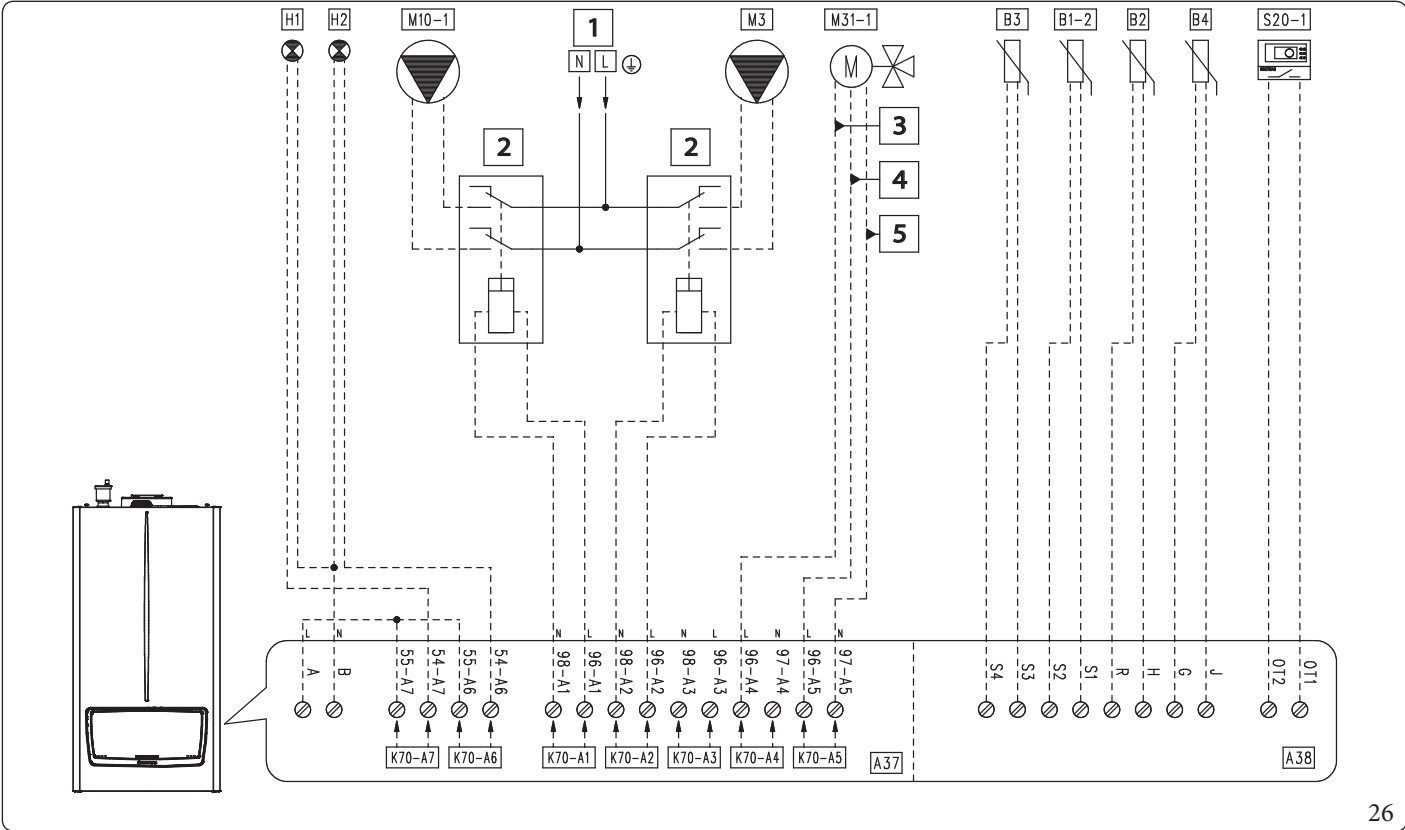 H1 H2 M10-1 1 M3 M31-1 B3 B1-2 B2 B4 S20-1
N L M
3
2 2
4
5
L N N L N L N L L N L N
A B 55-A7 54-A7 55-A6 54-A6 98-A1 96-A1 98-A2 96-A2 98-A3 96-A3 96-A4 97-A4 96-A5 97-A5 S4 S3 S2 S1 R H G J OT2 OT1
K70-A7 K70-A6 K70-A1 K70-A2 K70-A3 K70-A4 K70-A5 A37 A38
26